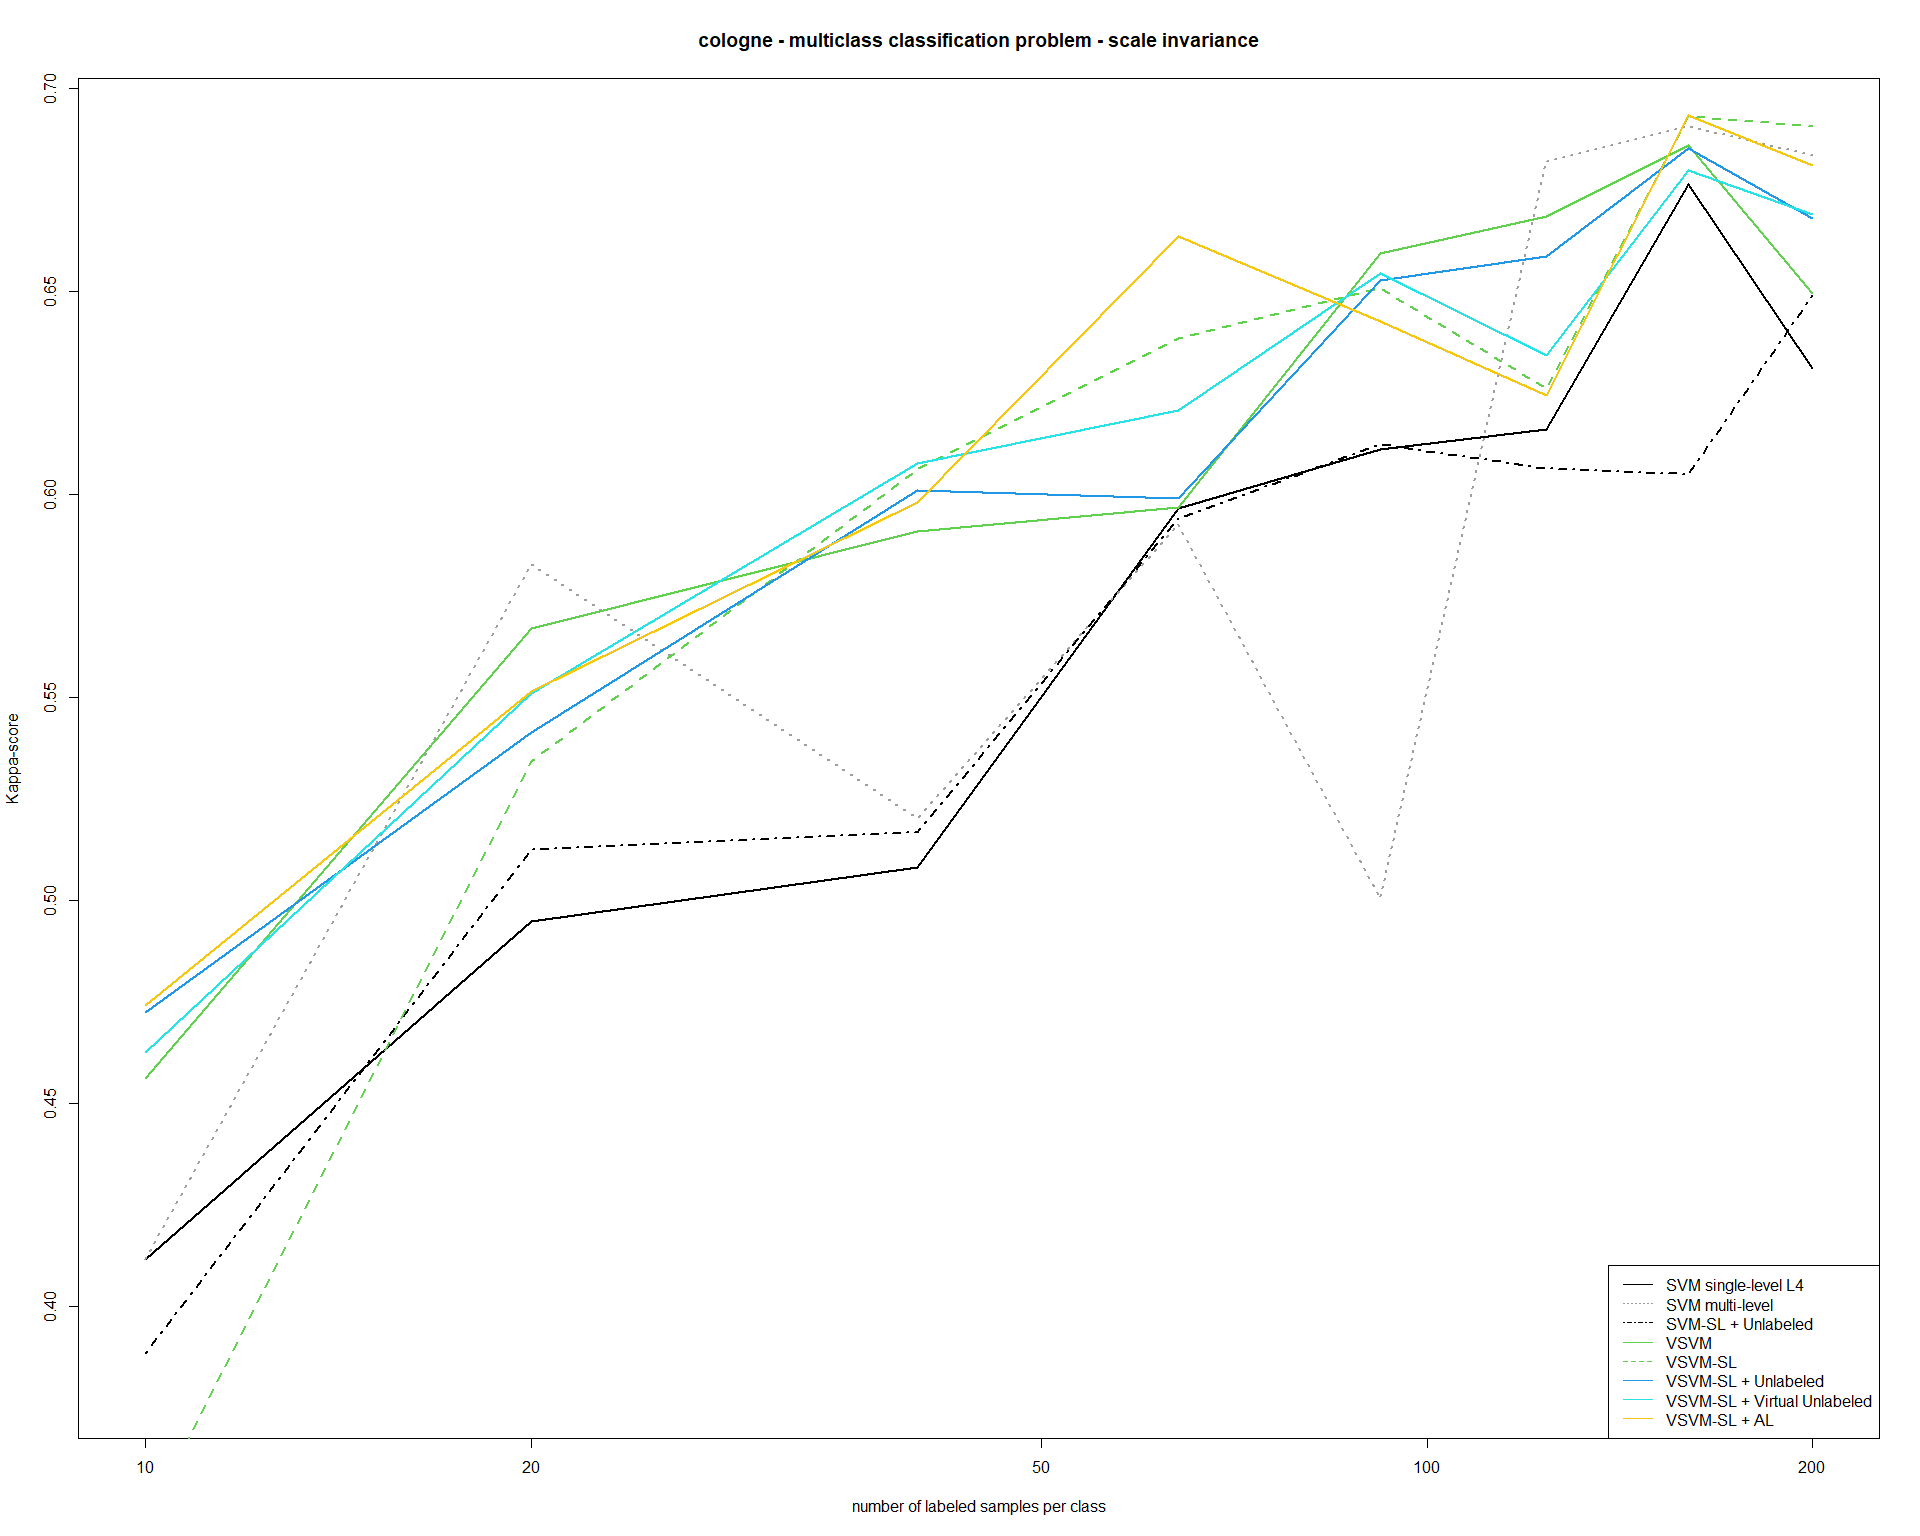 cologne - multiclass classification problem - scale invariance
0.70
0.65
0.60
0.55
0.50
0.45
0.40
Kappa-score
10 20 50 100 200
number of labeled samples per class
SVM single-level L4
SVM multi-level
SVM-SL + Unlabeled
VSVM
VSVM-SL
VSVM-SL + Unlabeled
VSVM-SL + Virtual Unlabeled
VSVM-SL + AL